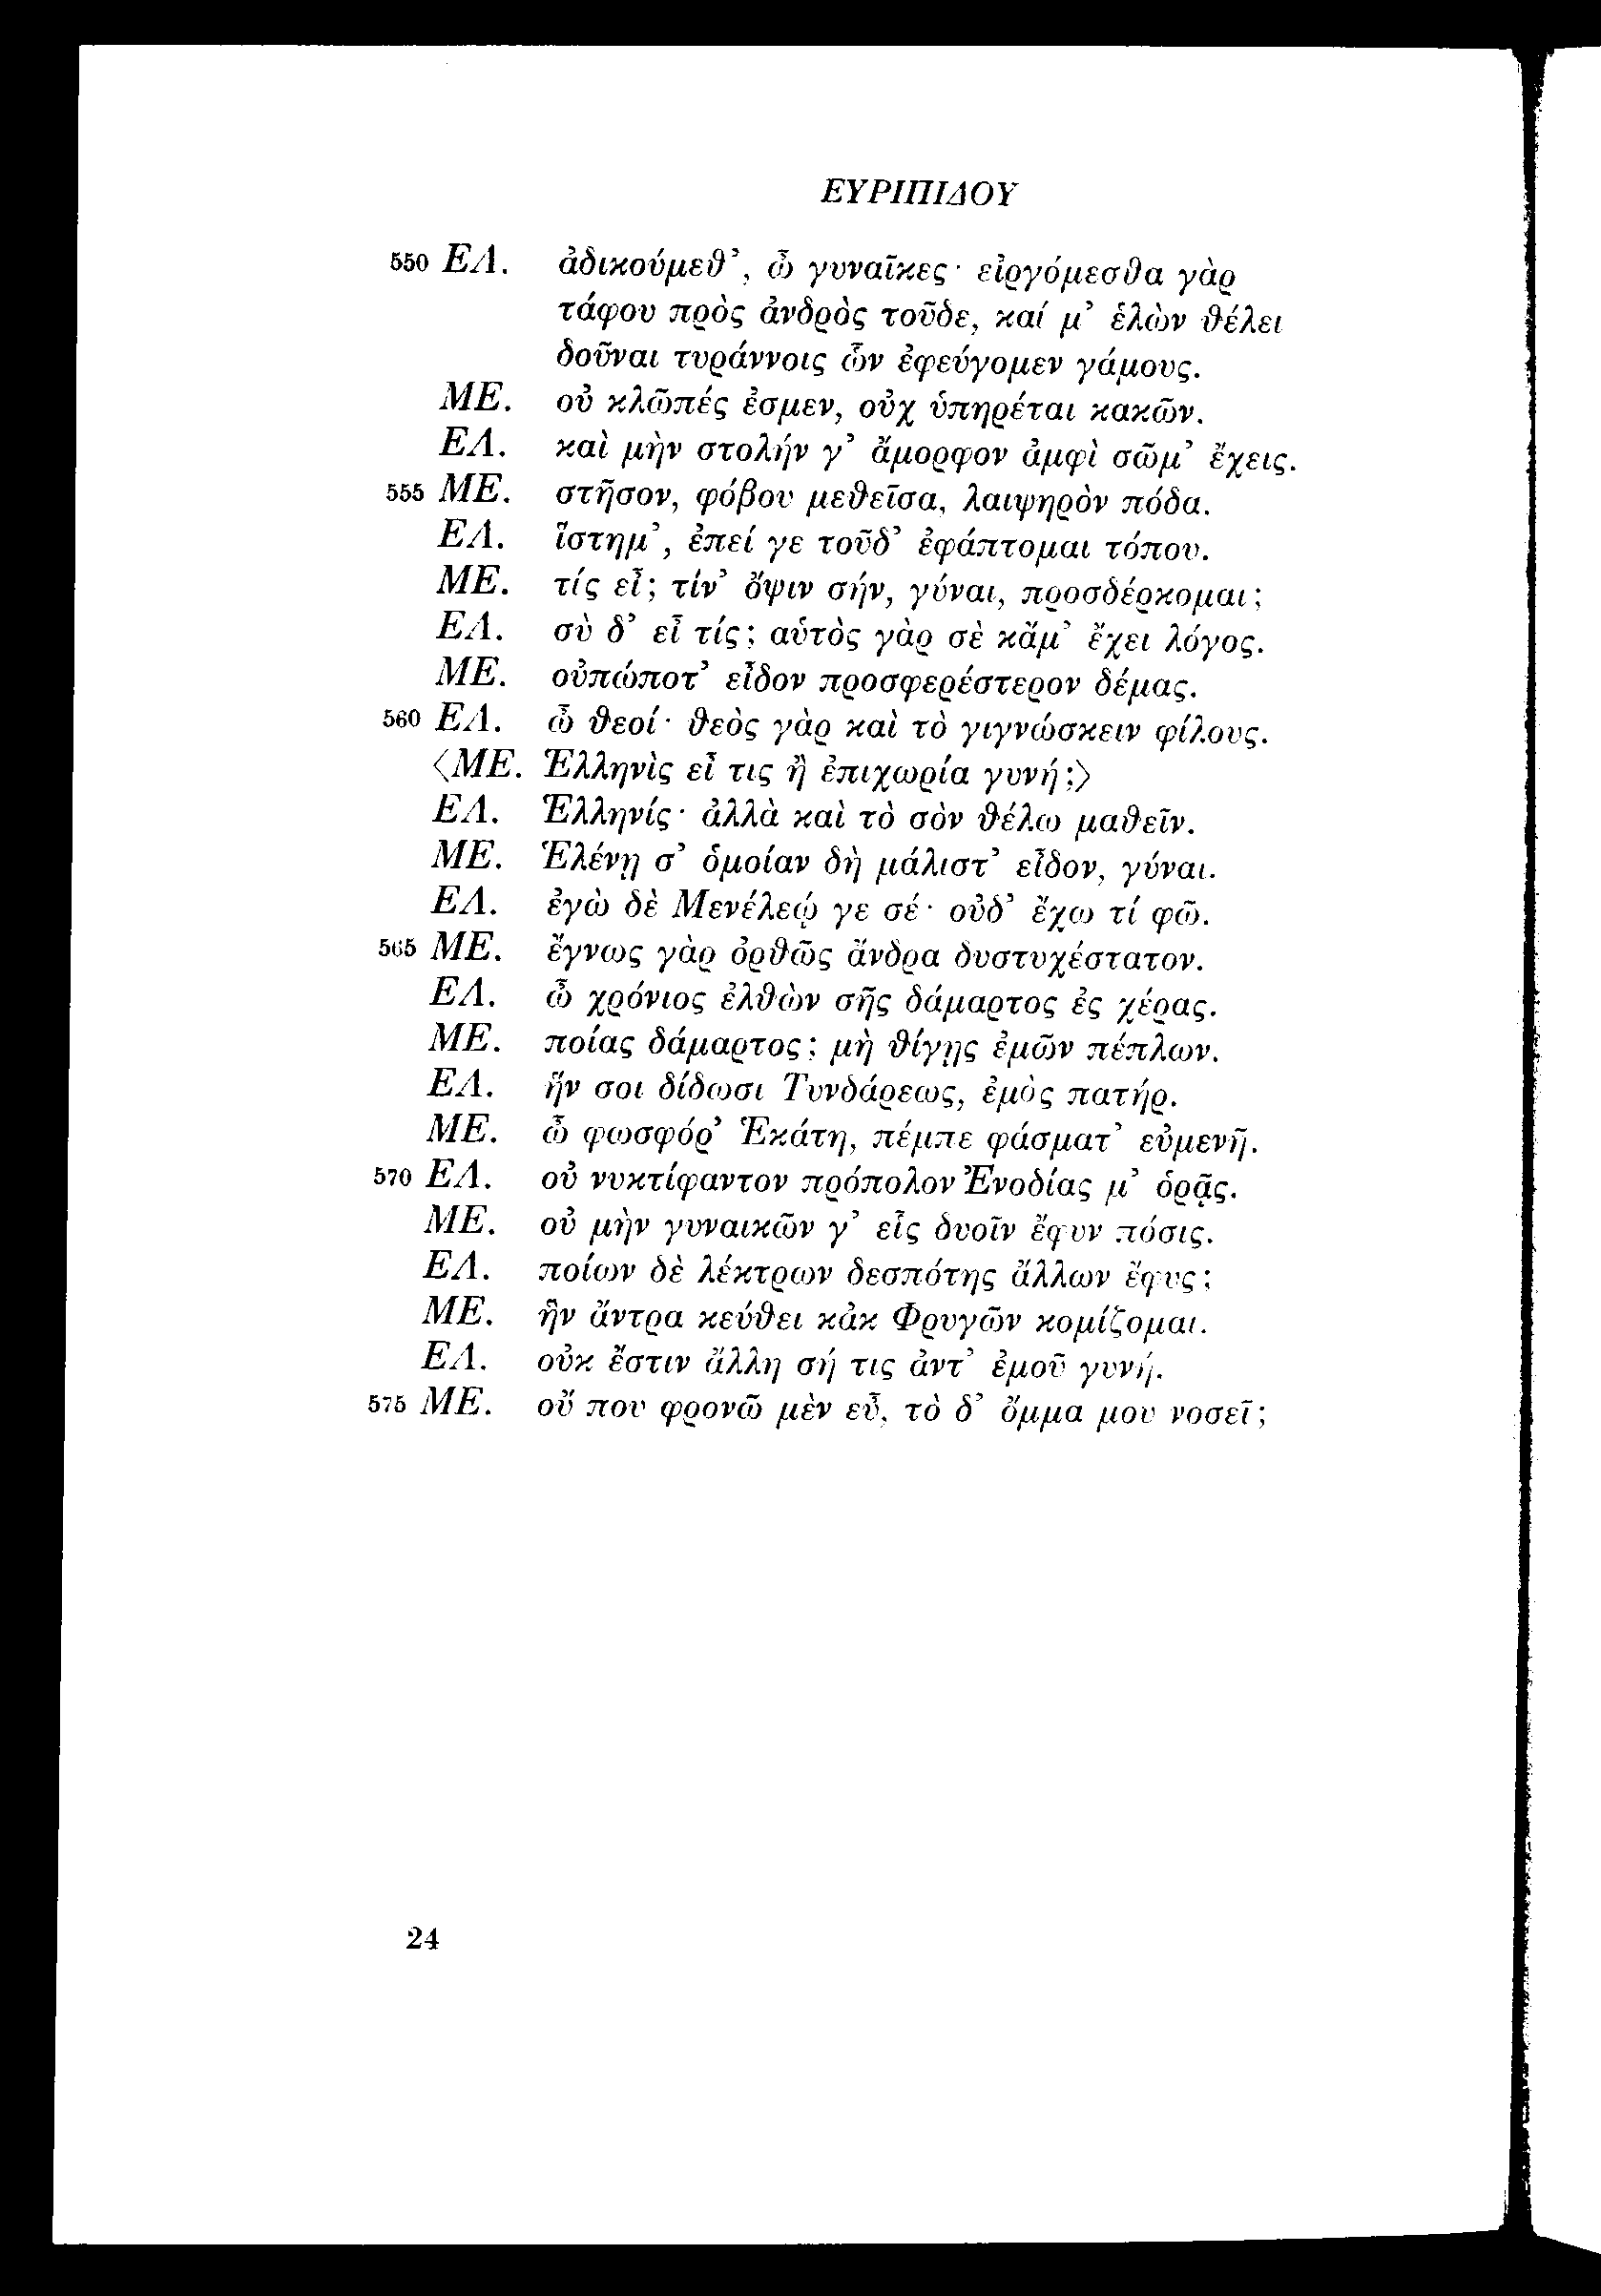 ΕΥΡΙΠΙΔΟΥ
550 ΕΛ. ἀδικούμεθ’, ὦ γυναῖκες· εἰργόμεσθα γὰρ
τάφου πρὸς ἀνδρὸς τοῦδε, καί μ’ ἑλὼν θέλει
δοῦναι τυράννοις ὧν ἐφεύγομεν γάμους.
ΜΕ. οὐ κλῶπές ἐσμεν, οὐχ ὑπηρέται κακῶν.
ΕΛ. καὶ μὴν στολήν γ’ ἄμορφον ἀμφὶ σῶμ’ ἔχεις.
555 ΜΕ. στῆσον, φόβου μεθεῖσα, λαιψηρὸν πόδα.
ΕΛ. ἵστημ’, ἐπεί γε τοῦδ’ ἐφάπτομαι τόπου.
ΜΕ. τίς εἶ; τίν’ ὄψιν σήν, γύναι, προσδέρκομαι;
ΕΛ. σὺ δ’ εἶ τίς; αὑτὸς γὰρ σὲ κἄμ’ ἔχει λόγος.
ΜΕ. οὐπώποτ’ εἶδον προσφερέστερον δέμας.
560 ΕΛ. ὦ θεοί· θεὸς γὰρ καὶ τὸ γιγνώσκειν φίλους.
〈ΜΕ. Ἑλληνὶς εἶ τις ἢ ἐπιχωρία γυνή;〉
ΕΛ. Ἑλληνίς· ἀλλὰ καὶ τὸ σὸν θέλω μαθεῖν.
ΜΕ. Ἑλένῃ σ’ ὁμοίαν δὴ μάλιστ’ εἶδον, γύναι.
ΕΛ. ἐγὼ δὲ Μενέλεῴ γε σέ· οὐδ’ ἔχω τί φῶ.
565 ΜΕ. ἔγνως γὰρ ὀρθῶς ἄνδρα δυστυχέστατον.
ΕΛ. ὦ χρόνιος ἐλθὼν σῆς δάμαρτος ἐς χέρας.
ΜΕ. ποίας δάμαρτος; μὴ θίγῃς ἐμῶν πέπλων.
ΕΛ. ἥν σοι δίδωσι Τυνδάρεως, ἐμὸς πατήρ.
ΜΕ. ὦ φωσφόρ’ Ἑκάτη, πέμπε φάσματ’ εὐμενῆ.
570 ΕΛ. οὐ νυκτίφαντον πρόπολον Ἐνοδίας μ’ ὁρᾷς.
ΜΕ. οὐ μὴν γυναικῶν γ’ εἷς δυοῖν ἔφυν πόσις.
ΕΛ. ποίων δὲ λέκτρων δεσπότης ἄλλων ἔφυς;
ΜΕ. ἣν ἄντρα κεύθει κἀκ Φρυγῶν κομίζομαι.
ΕΛ. οὐκ ἔστιν ἄλλη σή τις ἀντ’ ἐμοῦ γυνή.
575 ΜΕ. οὔ που φρονῶ μὲν εὖ, τὸ δ’ ὄμμα μου νοσεῖ;
24